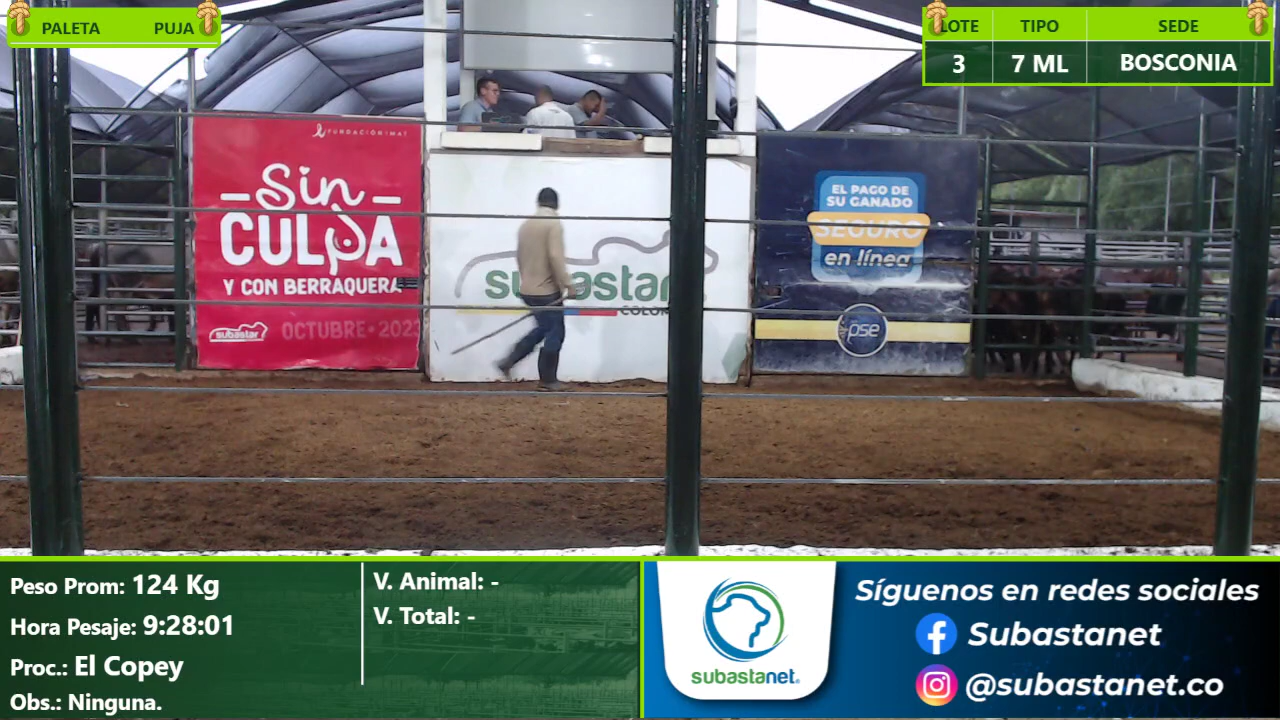 PALETA PUJA
LOTE TIPO SEDE
3 7 ML BOSCONIA
FUNDACIÓN
Sin
CULPA
Y CON BERRAQUERA
subastar
OCTUBRE • 2023
subastar
EL PAGO DE
SU GANADO
SEGURO
en línea
pse
Peso Prom: 124 Kg
Hora Pesaje: 9:28:01
Proc.: El Copey
Obs.: Ninguna.
V. Animal: -
V. Total: -
subastanet
Síguenos en redes sociales
Subastanet
@subastanet.co